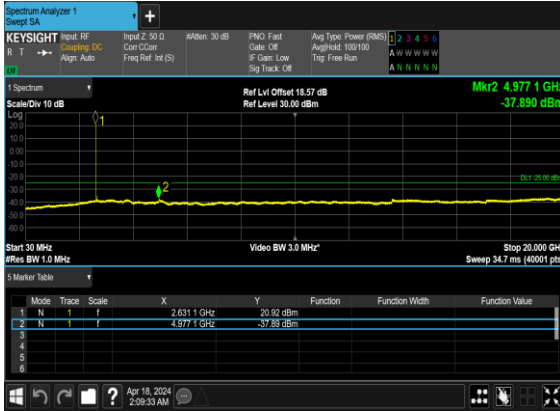 Spectrum Analyzer 1
Swept SA
+
KEYSIGHT Input: RF Input Z: 50 Ω #Atten: 30 dB PNO: Fast Avg Type: Power (RMS) 1 2 3 4 5 6
R T Coupling: DC Corr CCorr Gate: Off Avg|Hold: 100/100 A W W W W W
Align: Auto Freq Ref: Int (S) IF Gain: Low Trig: Free Run
Sig Track: Off A N N N N N
1 Spectrum Ref Lvl Offset 18.57 dB Mkr2 4.977 1 GHz
Scale/Div 10 dB Ref Level 30.00 dBm -37.890 dBm
Log
20.0
10.0
0.00
-10.0
-20.0
-30.0
-40.0
-50.0
-60.0
1
2
DL1 -25.00 dBm
Start 30 MHz Video BW 3.0 MHz* Stop 20.000 GH
#Res BW 1.0 MHz Sweep 34.7 ms (40001 pts
5 Marker Table
Mode Trace Scale X Y Function Function Width Function Value
1 N 1 f 2.631 1 GHz 20.92 dBm
2 N 1 f 4.977 1 GHz -37.89 dBm
3
4
5
6
? Apr 18, 2024
2:09:33 AM